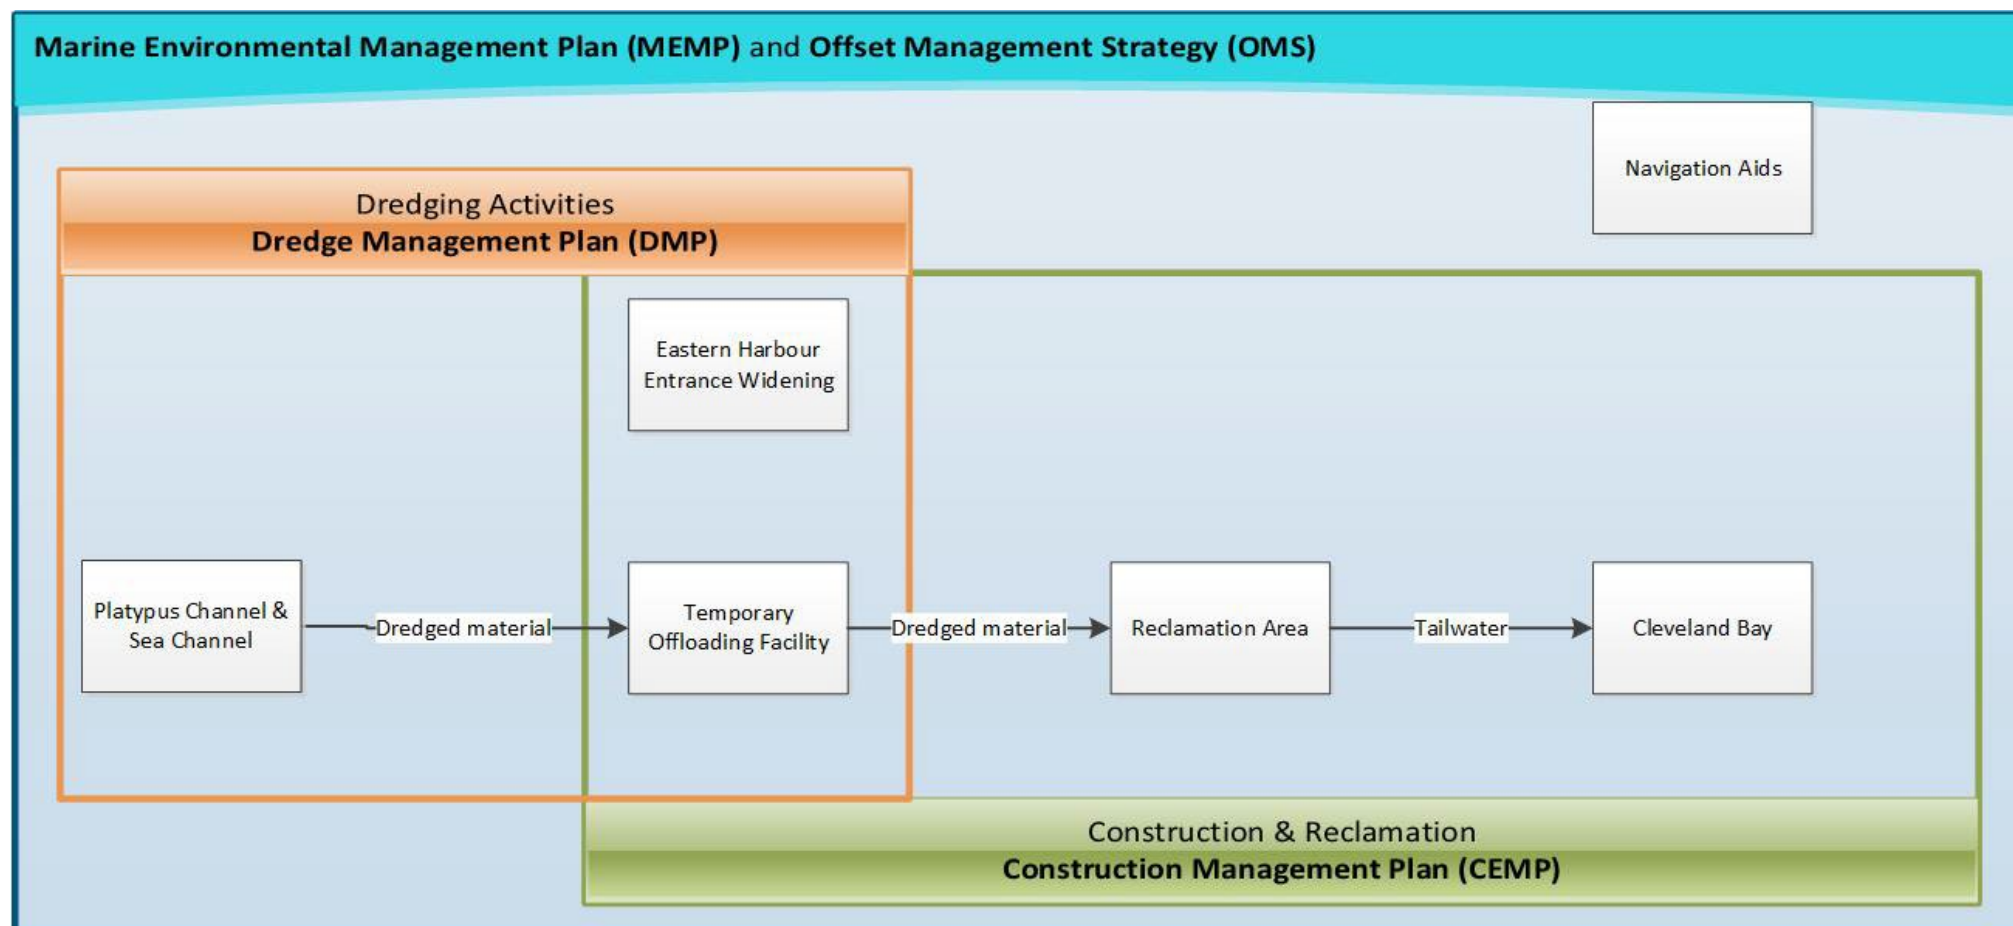 Marine Environmental Management Plan (MEMP) and Offset Management Strategy (OMS)
Navigation Aids
Dredging Activities
Dredge Management Plan (DMP)
Eastern Harbour
Entrance Widening
Platypus Channel &
Sea Channel
Dredged material
Temporary
Offloading Facility
Dredged material
Reclamation Area
Tailwater
Cleveland Bay
Construction & Reclamation
Construction Management Plan (CEMP)